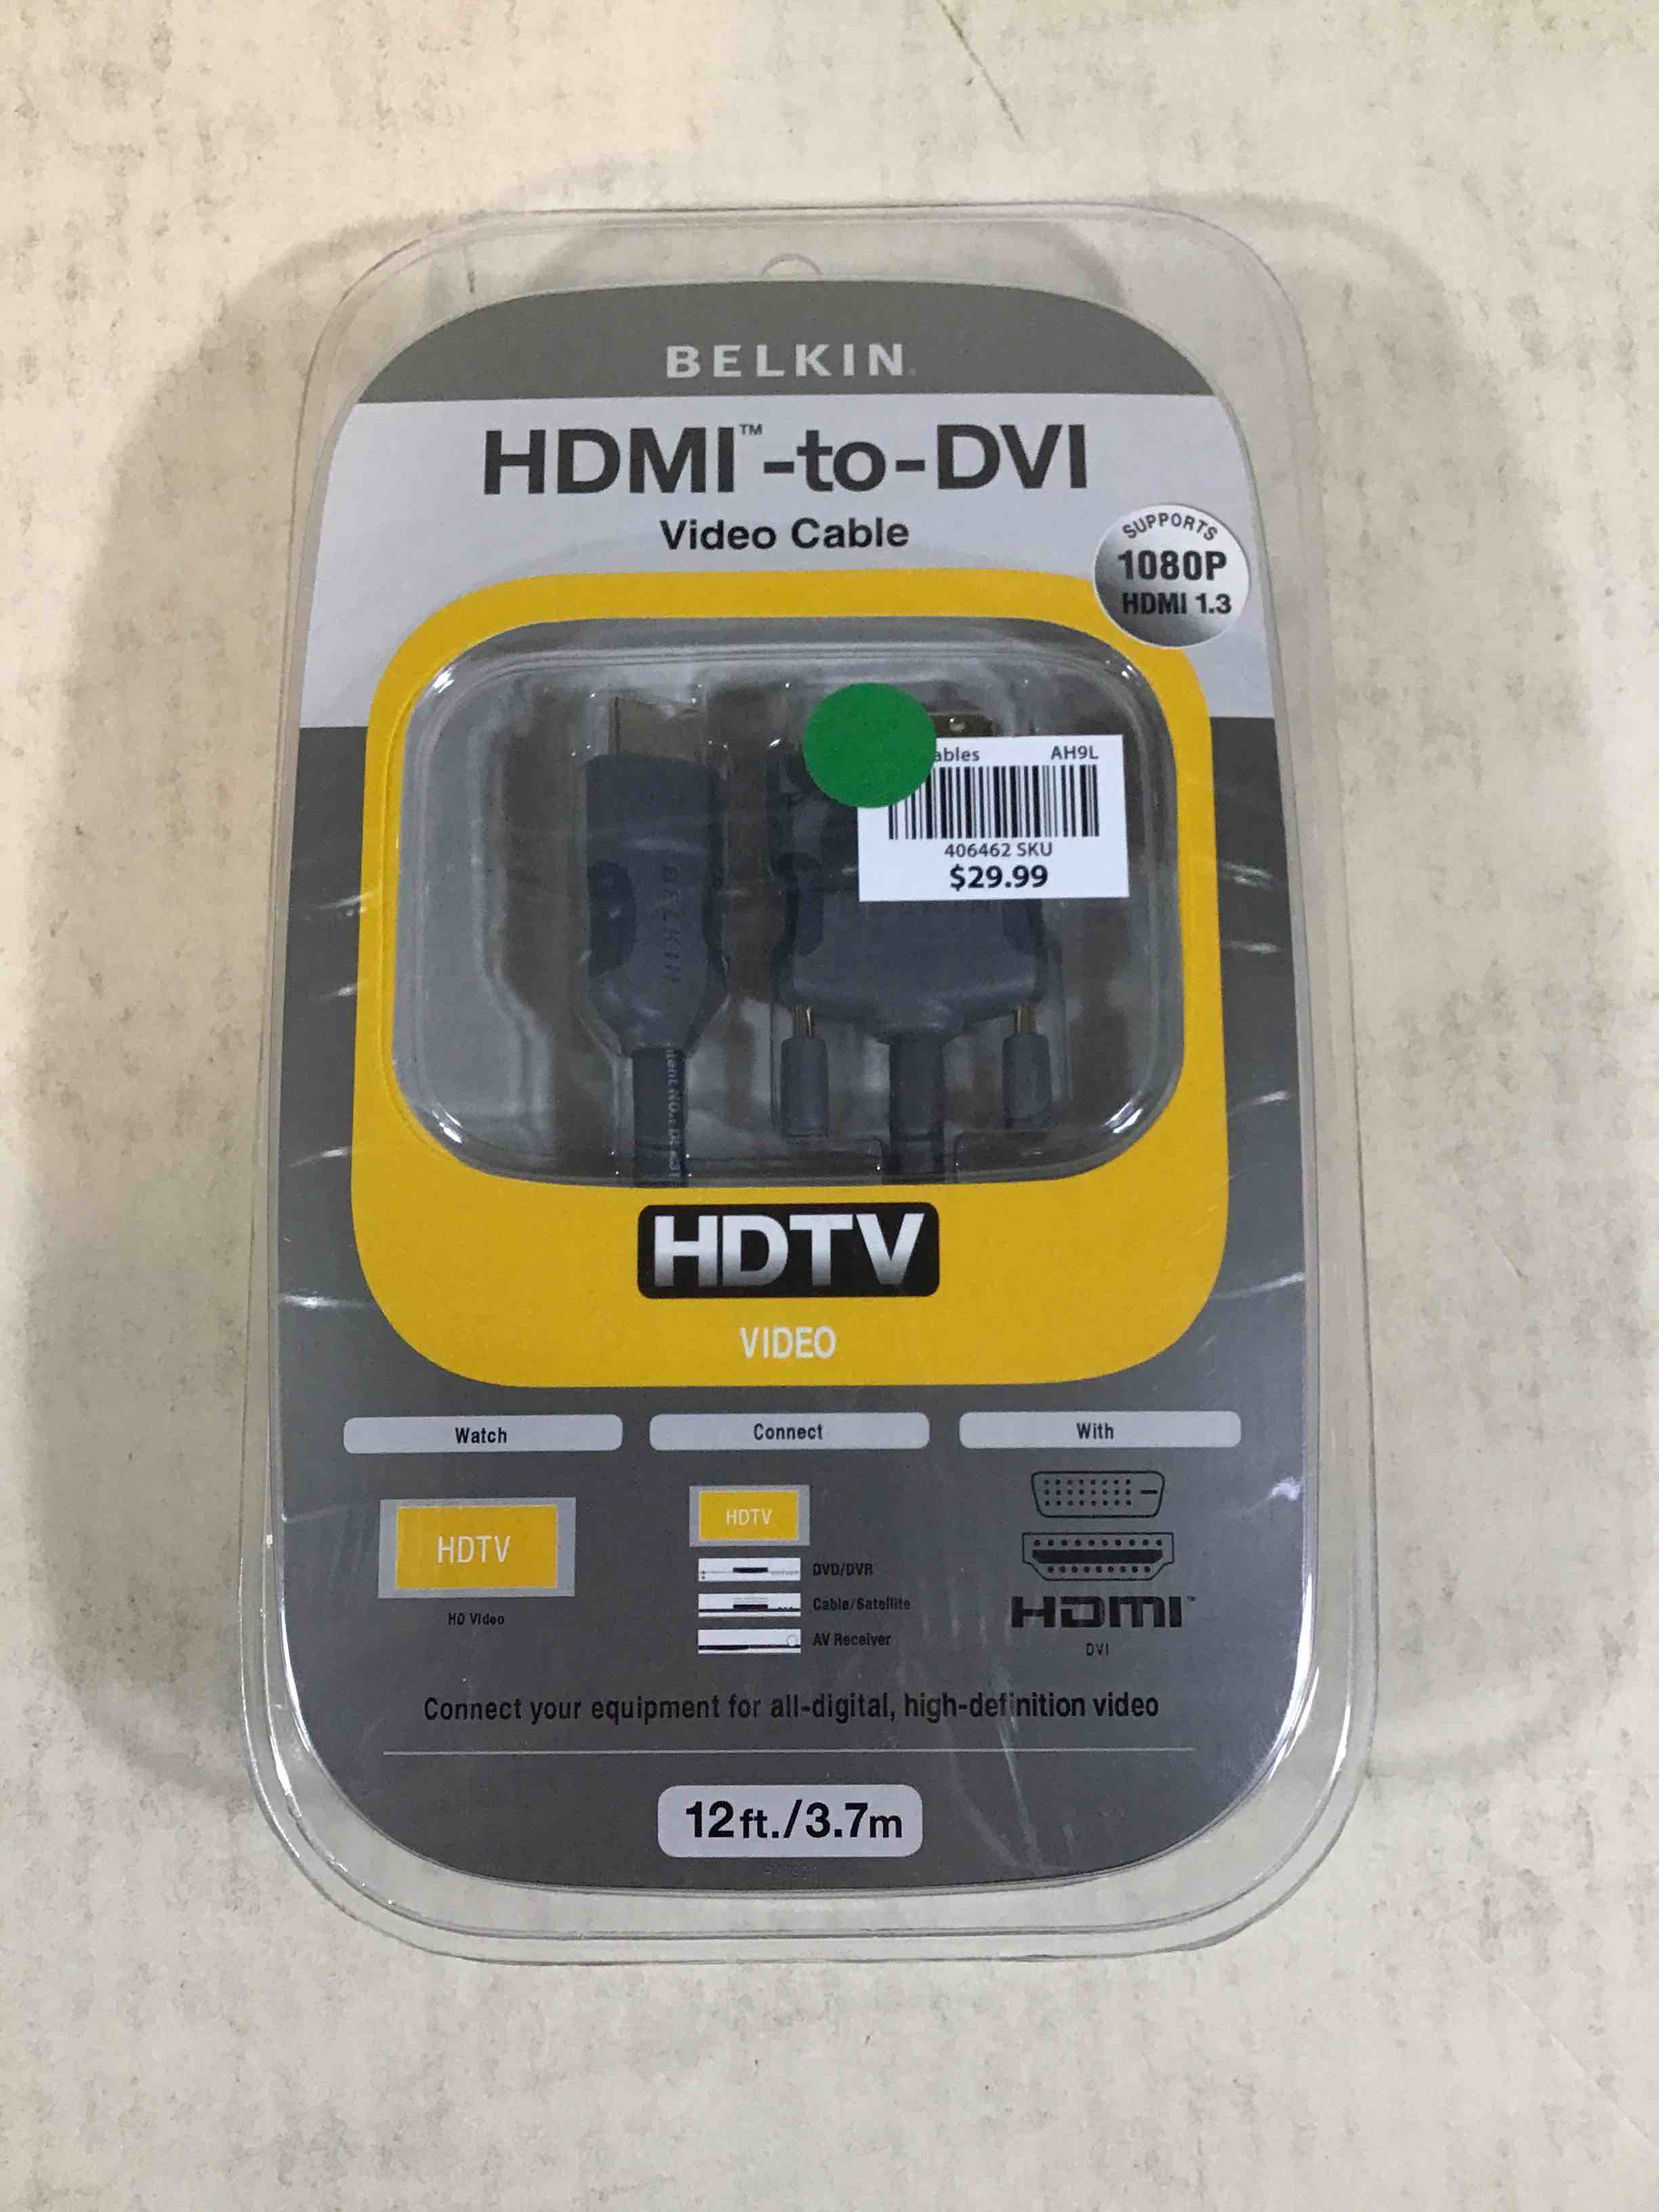 BELKIN
HDMI™-to-DVI
Video Cable
SUPPORTS
1080P
HDMI 1.3
ables AH9L
406462 SKU
$29.99
BELKIN
HDTV
VIDEO
Watch Connect With
HDTV
HD Video
HDTV
DVD/DVR
Cable/Satellite
AV Receiver
HDMI™
DVI
Connect your equipment for all-digital, high-definition video
12ft./3.7m